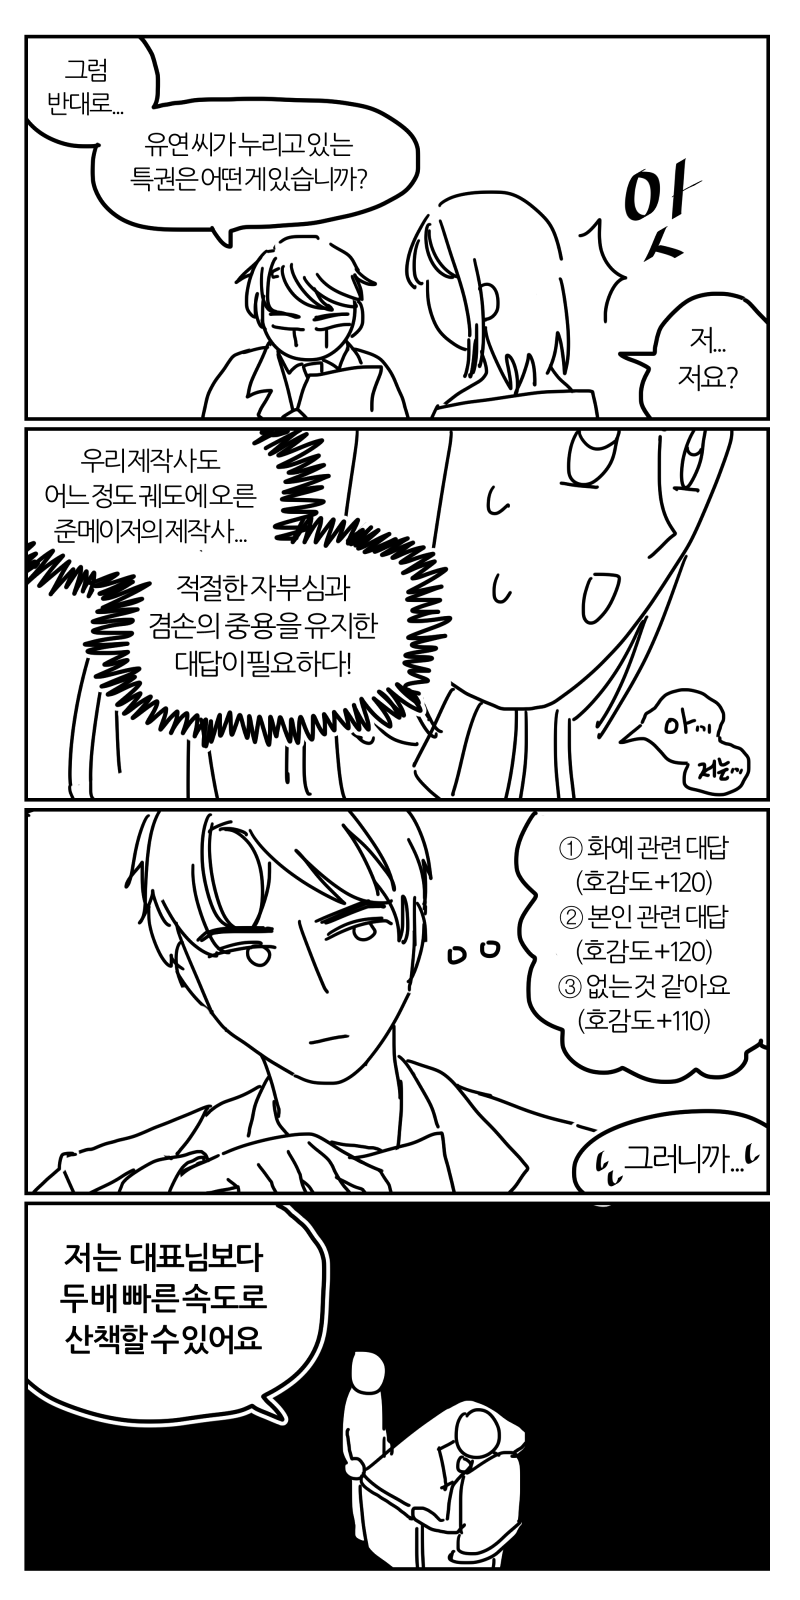 그럼
반대로...
유연 씨가 누리고 있는
특권은 어떤 게 있습니까?
앗
저...
저요?
우리 제작사도
어느 정도 궤도에 오른
준메이저의 제작사...
적절한 자부심과
겸손의 중용을 유지한
대답이 필요하다!
아...
저는...
① 화예 관련 대답
(호감도 +120)
② 본인 관련 대답
(호감도 +120)
③ 없는 것 같아요
(호감도 +110)
그러니까...
저는 대표님보다
두 배 빠른 속도로
산책할 수 있어요